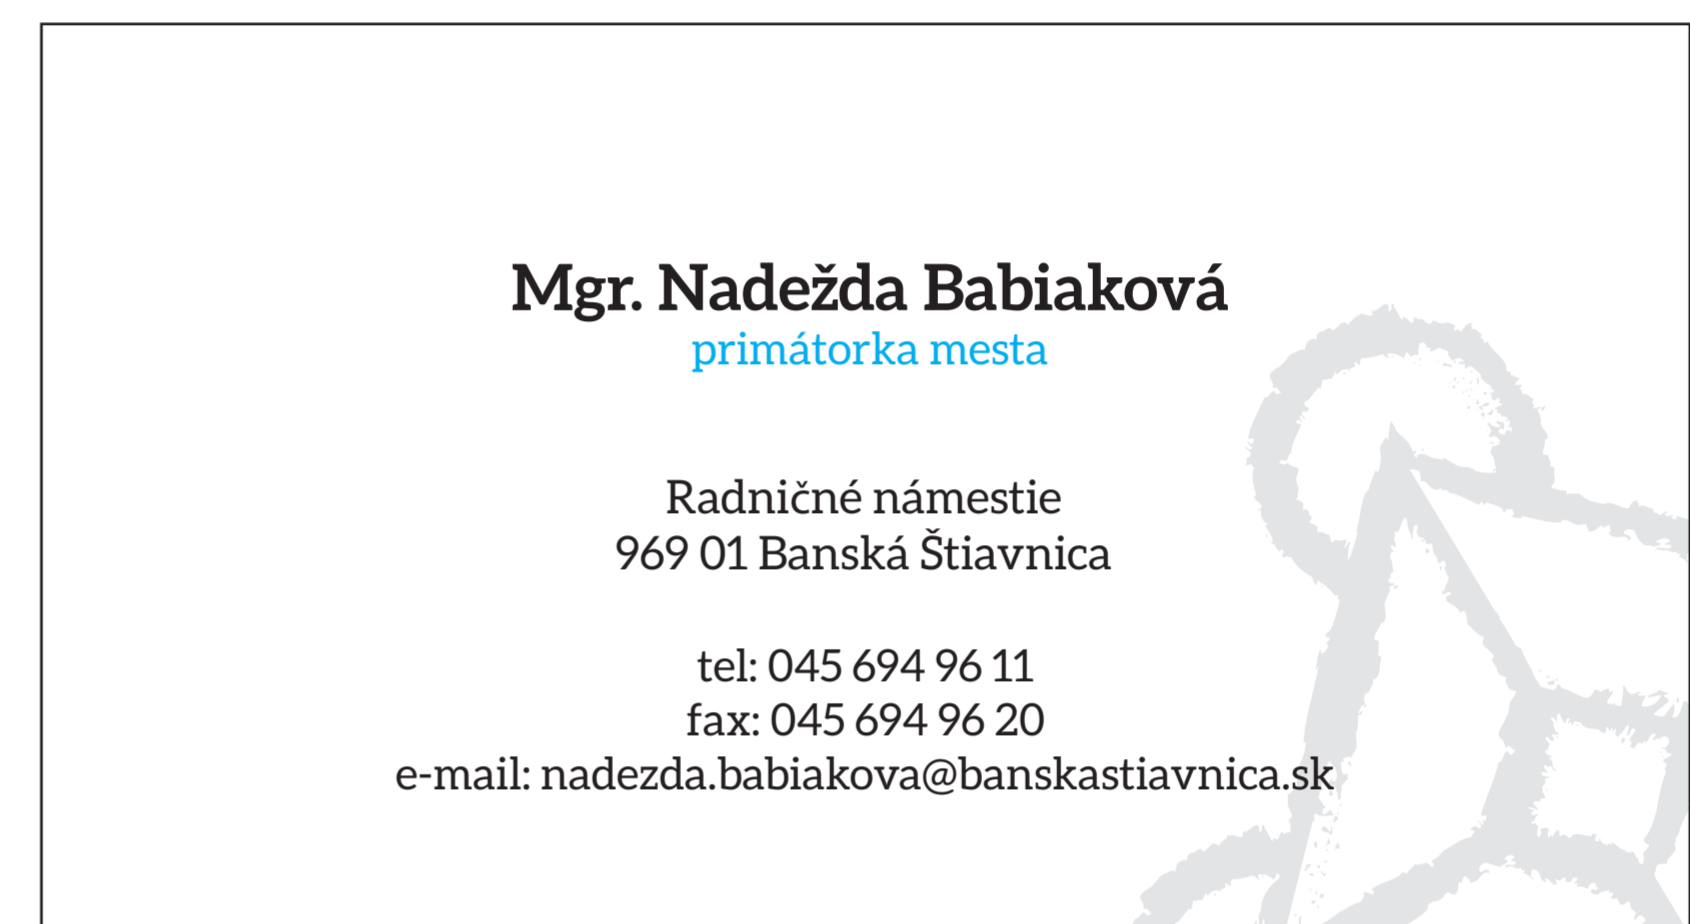 Mgr. Nadežda Babiaková
primátorka mesta
Radničné námestie
969 01 Banská Štiavnica
tel: 045 694 96 11
fax: 045 694 96 20
e-mail: nadezda.babiakova@banskastiavnica.sk